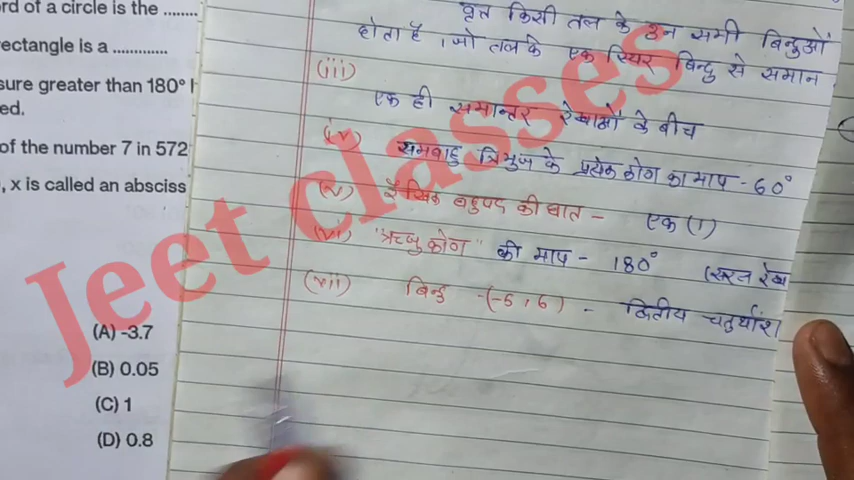 rd of a circle is the ........
ectangle is a .............
sure greater than 180°
ed.
of the number 7 in 572
, x is called an absciss
(A) -3.7
(B) 0.05
(C) 1
(D) 0.8
वृत किसी तल के उन सभी बिन्दुओं
होता है, जो तल के एक स्थिर बिन्दु से समान
(iii)
एक ही समान्तर रेखाओं के बीच
(iv) समबाहु त्रिभुज के प्रत्येक कोण का माप - 60°
(v) रैखिक बहुपद की घात - एक (1)
(vi) "ऋजु कोण" की माप - 180° (सरल रेखा
(vii) बिन्दु -(-6,6) - द्वितीय चतुर्थांश
Jeet classes